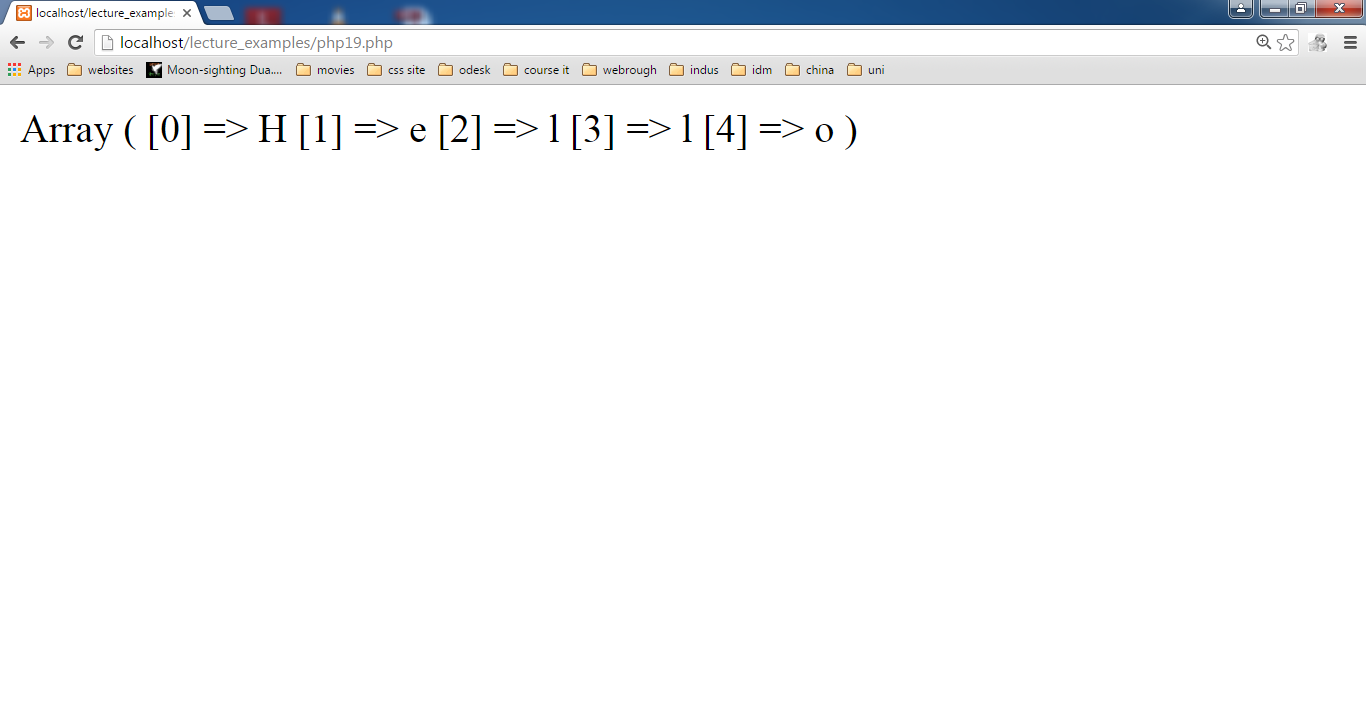 localhost/lecture_example
localhost/lecture_examples/php19.php
Apps websites Moon-sighting Dua.... movies css site odesk course it webrough indus idm china uni
Array ( [0] => H [1] => e [2] => l [3] => l [4] => o )